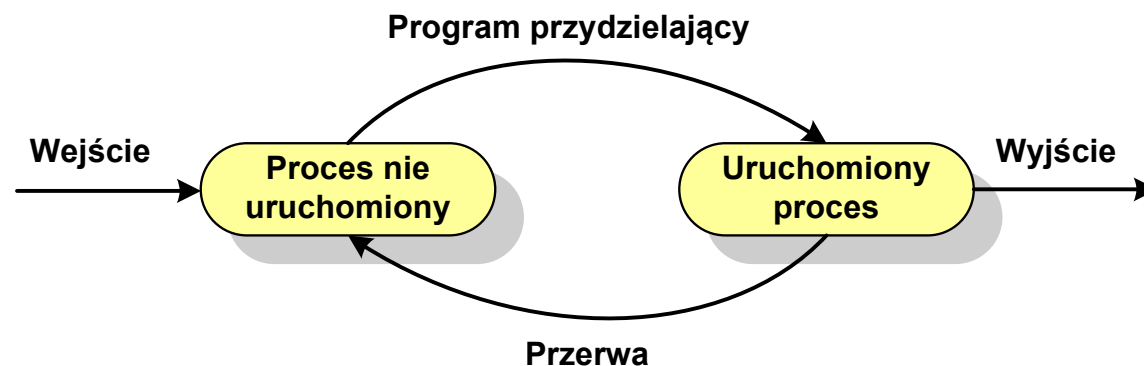 Program przydzielający
Wejście
Proces nie
uruchomiony
Uruchomiony
proces
Wyjście
Przerwa